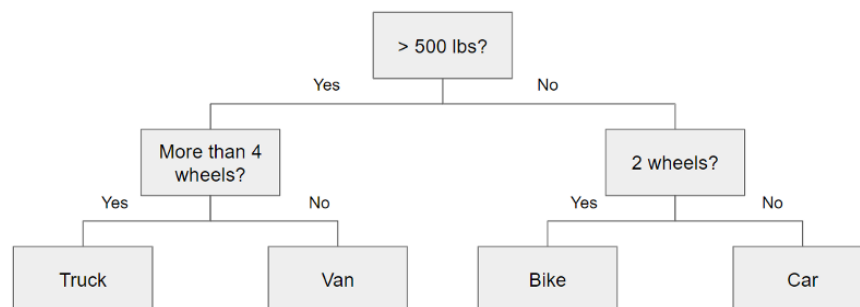 > 500 lbs?
Yes
No
More than 4
wheels?
2 wheels?
Yes
No
Yes
No
Truck
Van
Bike
Car